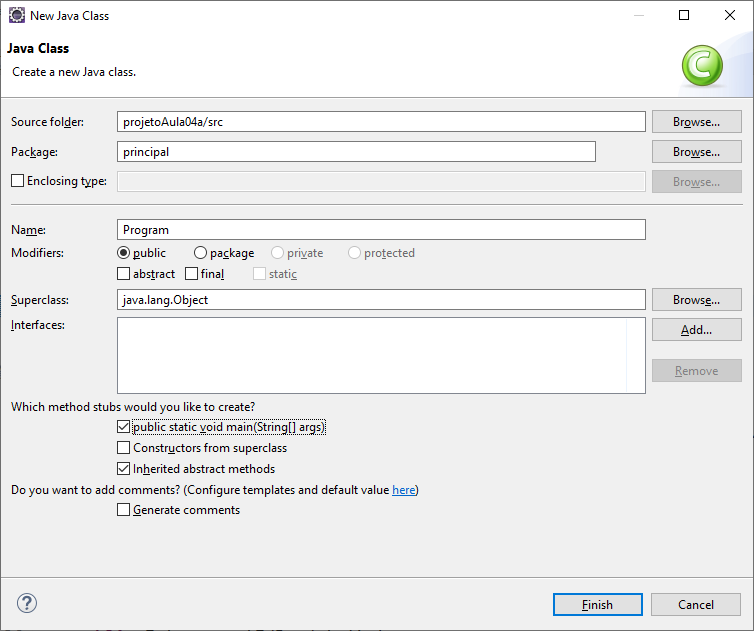 New Java Class
Java Class
Create a new Java class.
Source folder: projetoAula04a/src Browse...
Package: principal Browse...
Enclosing type: Browse...
Name: Program
Modifiers: public package private protected
abstract final static
Superclass: java.lang.Object Browse...
Interfaces: Add...
Remove
Which method stubs would you like to create?
public static void main(String[] args)
Constructors from superclass
Inherited abstract methods
Do you want to add comments? (Configure templates and default value here)
Generate comments
? Finish Cancel